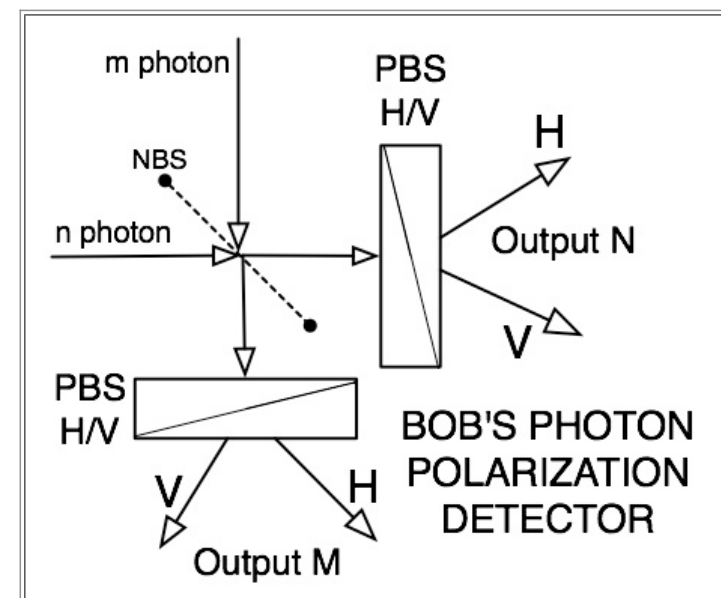 m photon
PBS
H/V
H
NBS
n photon
Output N
V
PBS
H/V
BOB'S PHOTON
POLARIZATION
DETECTOR
V
H
Output M